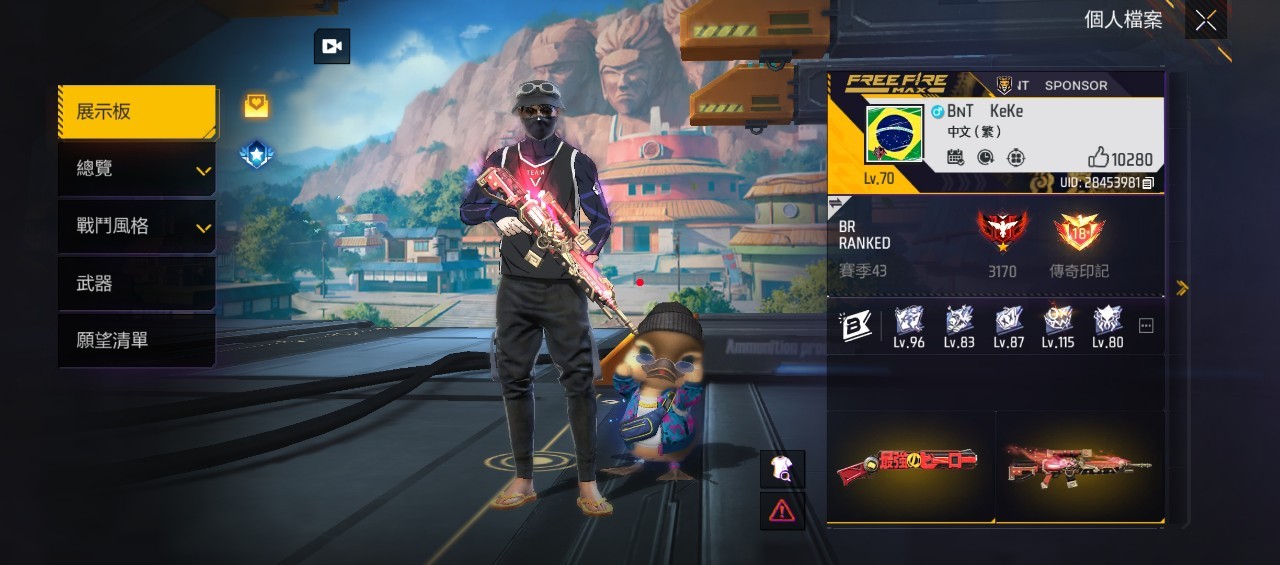 個人檔案
展示板
總覽
戰鬥風格
武器
願望清單
TEAM
V
FREE FIRE
MAX
NT SPONSOR
BNT KeKe
中文(繁)
10280
Lv.70
UID: 28453981
BR
RANKED
賽季43
3170
18
傳奇印記
Lv.96 Lv.83 Lv.87 Lv.115 Lv.80
Ammunition
最強のヒーロー